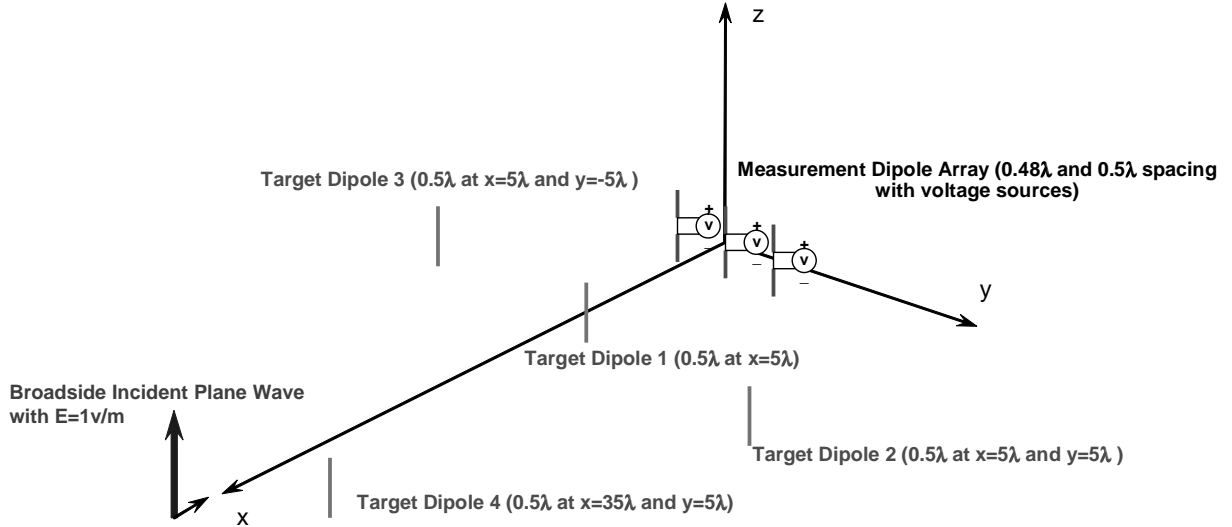 z
Measurement Dipole Array (0.48λ and 0.5λ spacing
with voltage sources)
Target Dipole 3 (0.5λ at x=5λ and y=-5λ )
+
v
_
+
v
_
+
v
_
y
Target Dipole 1 (0.5λ at x=5λ)
Broadside Incident Plane Wave
with E=1v/m
Target Dipole 2 (0.5λ at x=5λ and y=5λ )
Target Dipole 4 (0.5λ at x=35λ and y=5λ)
x